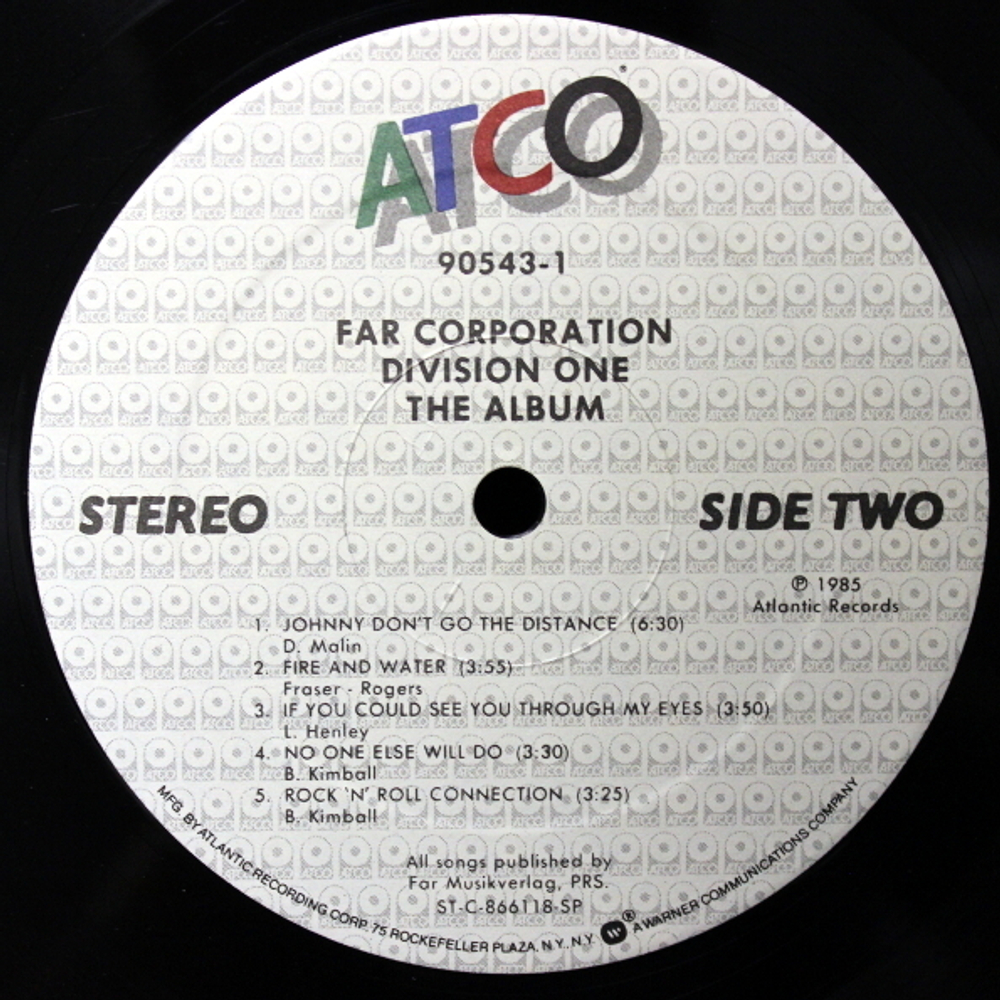 ATCO
90543-1
FAR CORPORATION
DIVISION ONE
THE ALBUM
STEREO
SIDE TWO
℗ 1985
Atlantic Records
1. JOHNNY DON'T GO THE DISTANCE (6:30)
D. Malin
2. FIRE AND WATER (3:55)
Fraser - Rogers
3. IF YOU COULD SEE YOU THROUGH MY EYES (3:50)
L. Henley
4. NO ONE ELSE WILL DO (3:30)
B. Kimball
5. ROCK 'N' ROLL CONNECTION (3:25)
B. Kimball
All songs published by
Far Musikverlag, PRS.
ST-C-866118-SP
MFG. BY ATLANTIC RECORDING CORP. 75 ROCKEFELLER PLAZA, N.Y., N.Y. ® A WARNER COMMUNICATIONS COMPANY